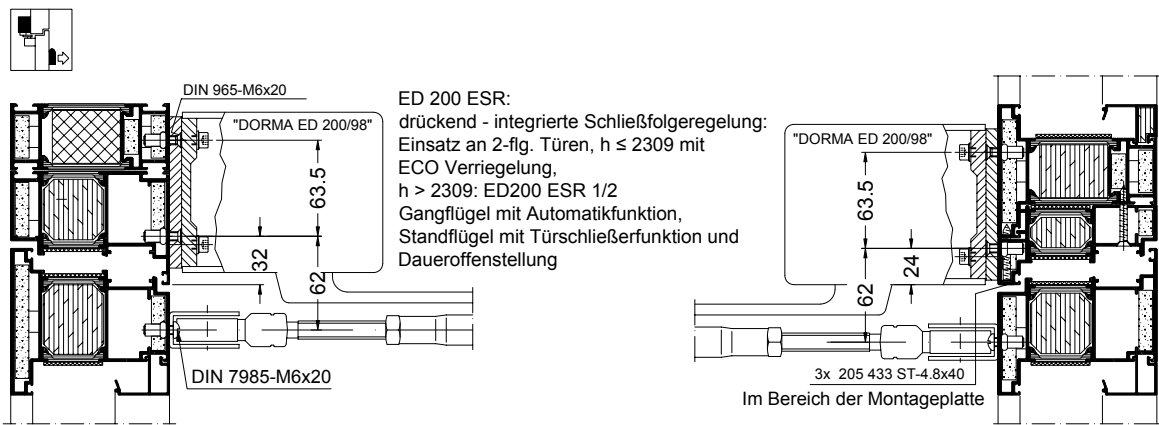 DIN 965-M6x20
"DORMA ED 200/98"
63.5
32
62
DIN 7985-M6x20
ED 200 ESR:
drückend - integrierte Schließfolgeregelung:
Einsatz an 2-flg. Türen, h ≤ 2309 mit
ECO Verriegelung,
h > 2309: ED200 ESR 1/2
Gangflügel mit Automatikfunktion,
Standflügel mit Türschließerfunktion und
Daueroffenstellung
"DORMA ED 200/98"
63.5
24
62
3x 205 433 ST-4.8x40
Im Bereich der Montageplatte